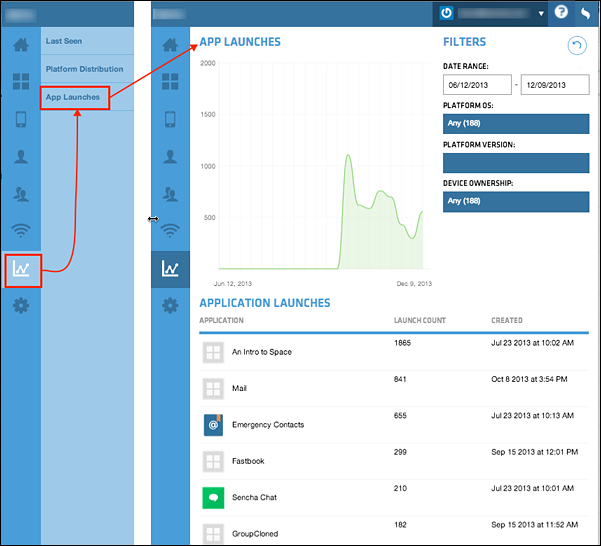 Last Seen
Platform Distribution
App Launches
APP LAUNCHES
2000
1500
1000
500
Jun 12, 2013
Dec 9, 2013
FILTERS
DATE RANGE:
06/12/2013 - 12/09/2013
PLATFORM OS:
Any (188)
PLATFORM VERSION:
DEVICE OWNERSHIP:
Any (188)
APPLICATION LAUNCHES
APPLICATION LAUNCH COUNT CREATED
An Intro to Space 1865 Jul 23 2013 at 10:02 AM
Mail 841 Oct 8 2013 at 3:54 PM
Emergency Contacts 655 Jul 23 2013 at 10:13 AM
Fastbook 299 Sep 15 2013 at 12:01 PM
Sencha Chat 210 Jul 23 2013 at 10:01 AM
GroupCloned 182 Sep 15 2013 at 11:52 AM